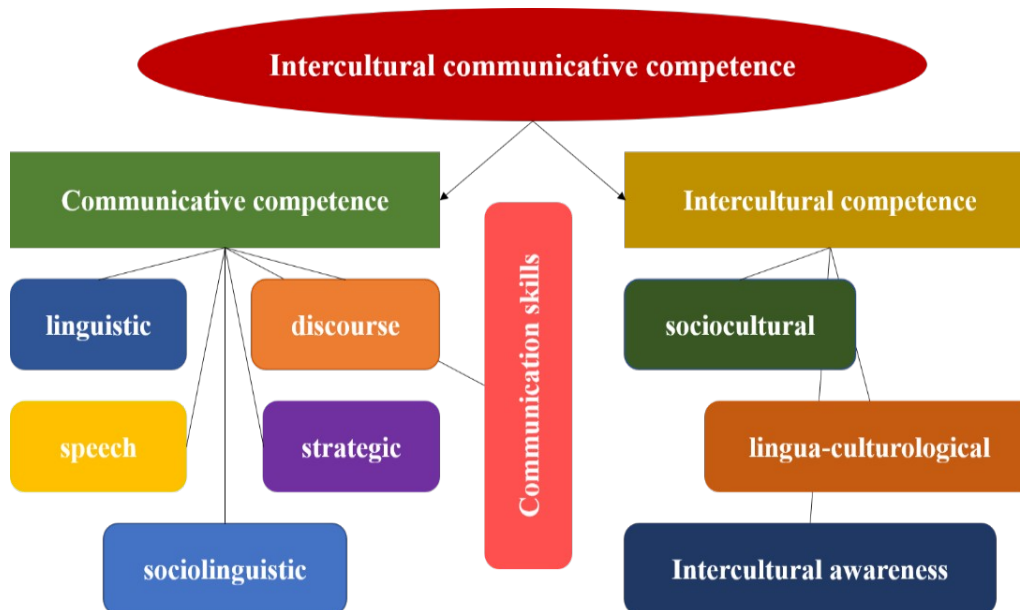 Intercultural communicative competence
Communicative competence
Intercultural competence
linguistic
discourse
speech
strategic
sociolinguistic
Communication skills
sociocultural
lingua-culturological
Intercultural awareness